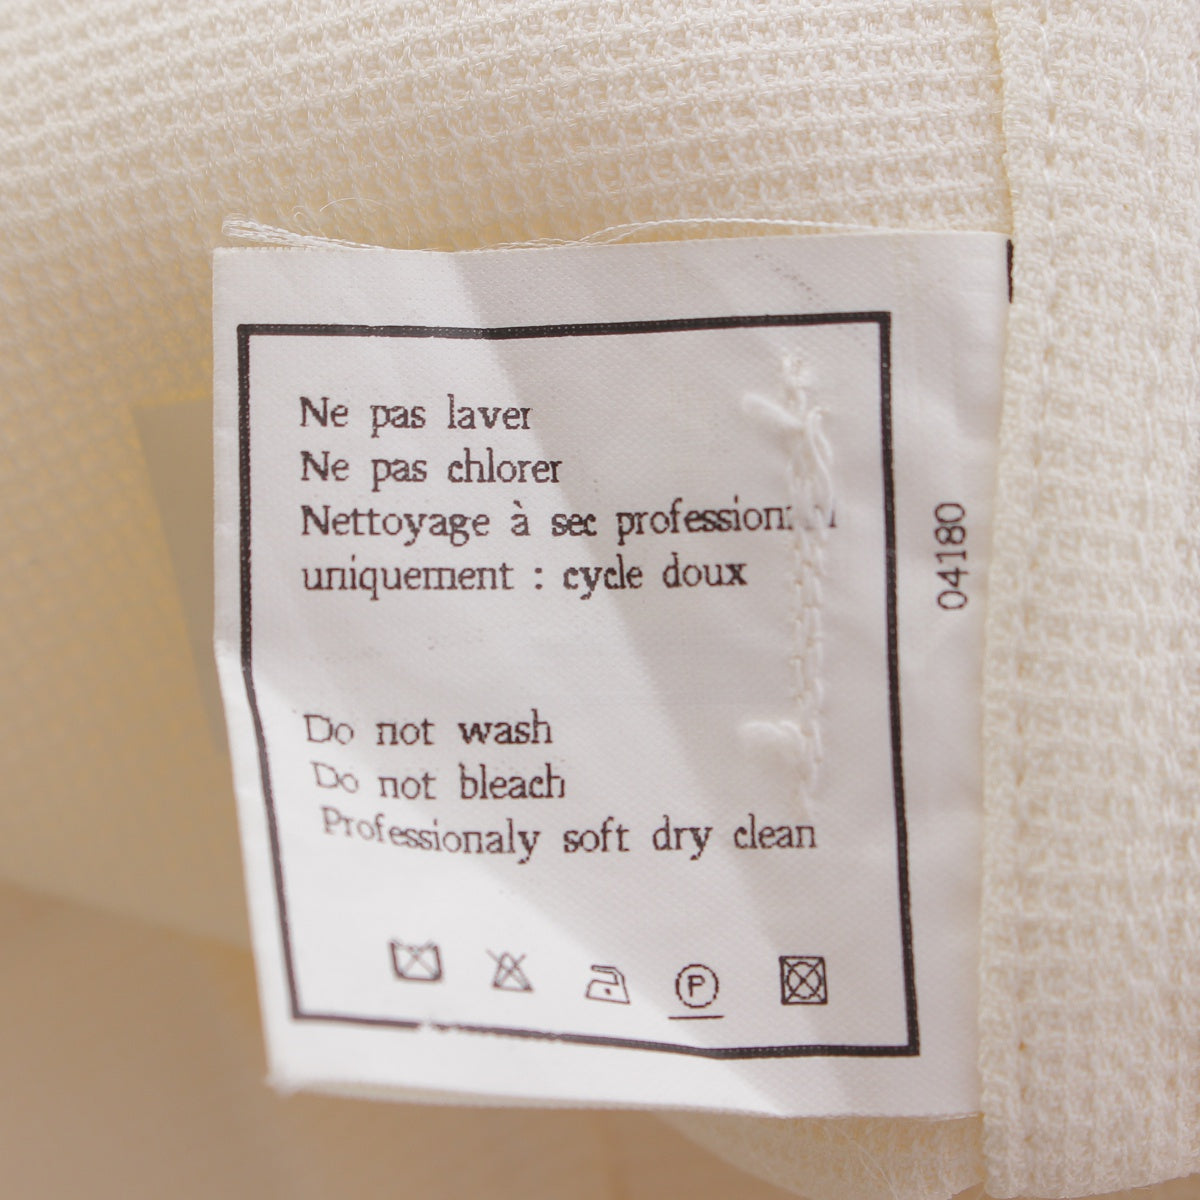 Ne pas laver
Ne pas chlorer
Nettoyage à sec
uniquement : cycle doux
Do not wash
Do not bleach
Professionaly soft dry clean
P
04180